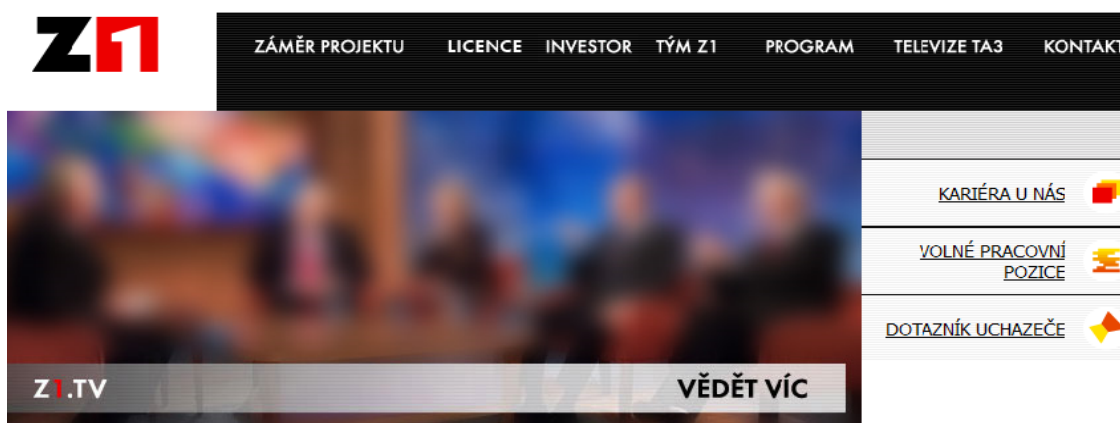 Z1
ZÁMĚR PROJEKTU LICENCE INVESTOR TÝM Z1 PROGRAM TELEVIZE TA3 KONTAKT
KARIÉRA U NÁS
VOLNÉ PRACOVNÍ
POZICE
DOTAZNÍK UCHAZEČE
Z1.TV VĚDĚT VÍC